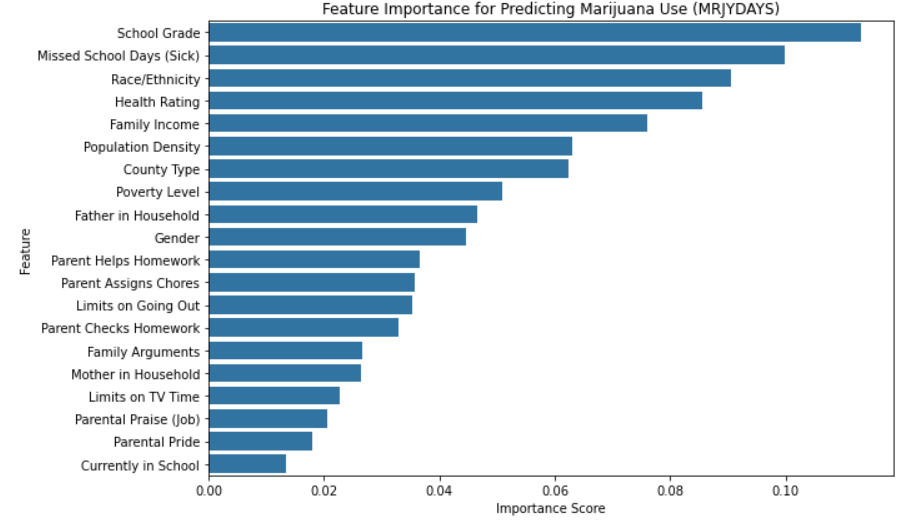 Feature Importance for Predicting Marijuana Use (MRJYDAYS)
School Grade
Missed School Days (Sick)
Race/Ethnicity
Health Rating
Family Income
Population Density
County Type
Poverty Level
Father in Household
Gender
Parent Helps Homework
Parent Assigns Chores
Limits on Going Out
Parent Checks Homework
Family Arguments
Mother in Household
Limits on TV Time
Parental Praise (Job)
Parental Pride
Currently in School
Feature
0.00 0.02 0.04 0.06 0.08 0.10
Importance Score